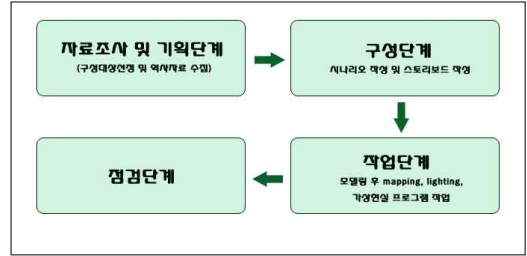 자료조사 및 기획단계
(구성대상선정 및 역사자료 수집)
구성단계
시나리오 작성 및 스토리보드 작성
작업단계
모델링 후 mapping, lighting,
가상현실 프로그램 작업
점검단계